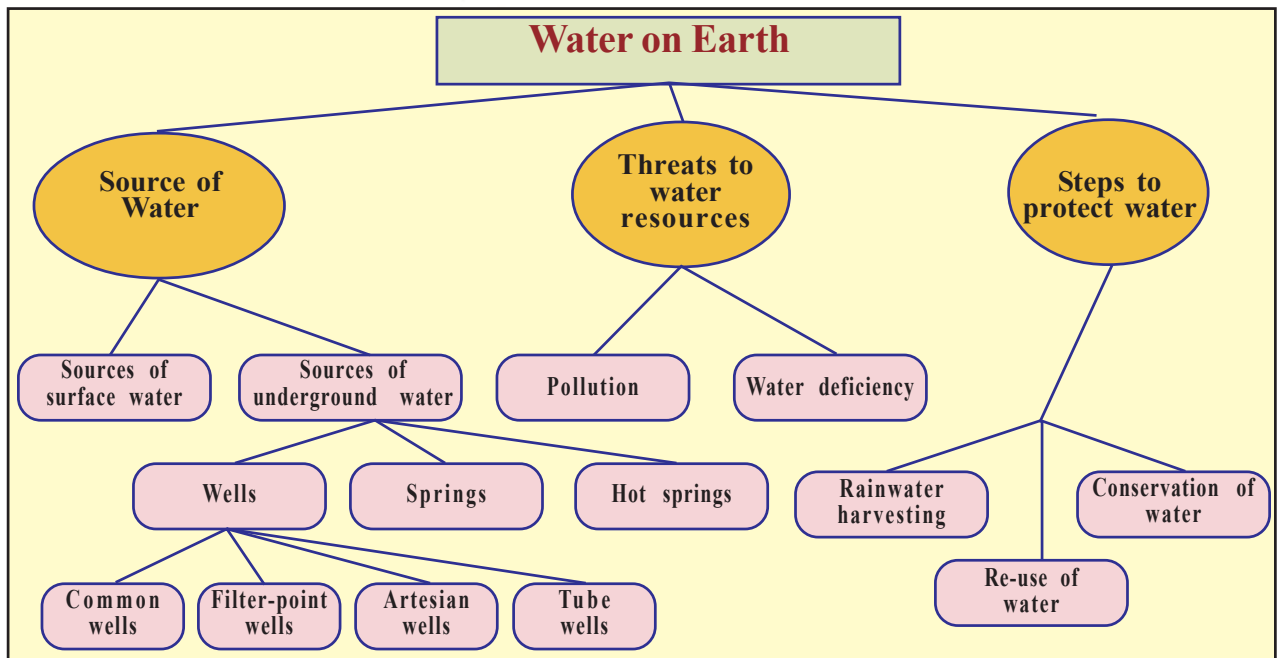 Water on Earth
Source of
Water
Threats to
water
resources
Steps to
protect water
Sources of
surface water
Sources of
underground water
Pollution
Water deficiency
Wells
Springs
Hot springs
Rainwater
harvesting
Conservation of
water
Re-use of
water
Common
wells
Filter-point
wells
Artesian
wells
Tube
wells